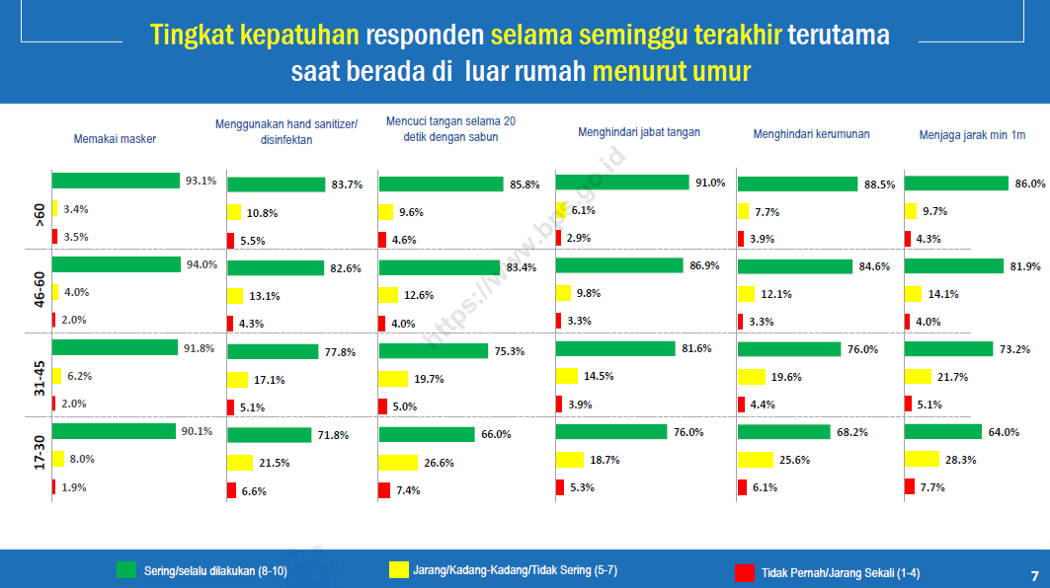 Tingkat kepatuhan responden selama seminggu terakhir terutama
saat berada di luar rumah menurut umur
Memakai masker
Menggunakan hand sanitizer/
disinfektan
Mencuci tangan selama 20
detik dengan sabun
Menghindari jabat tangan
Menghindari kerumunan
Menjaga jarak min 1m
>60
93.1% 83.7% 85.8% 91.0% 88.5% 86.0%
3.4% 10.8% 9.6% 6.1% 7.7% 9.7%
3.5% 5.5% 4.6% 2.9% 3.9% 4.3%
46-60
94.0% 82.6% 83.4% 86.9% 84.6% 81.9%
4.0% 13.1% 12.6% 9.8% 12.1% 14.1%
2.0% 4.3% 4.0% 3.3% 3.3% 4.0%
31-45
91.8% 77.8% 75.3% 81.6% 76.0% 73.2%
6.2% 17.1% 19.7% 14.5% 19.6% 21.7%
2.0% 5.1% 5.0% 3.9% 4.4% 5.1%
17-30
90.1% 71.8% 66.0% 76.0% 68.2% 64.0%
8.0% 21.5% 26.6% 18.7% 25.6% 28.3%
1.9% 6.6% 7.4% 5.3% 6.1% 7.7%
https://www.bps.go.id
Sering/selalu dilakukan (8-10)
Jarang/Kadang-Kadang/Tidak Sering (5-7)
Tidak Pernah/Jarang Sekali (1-4)
7